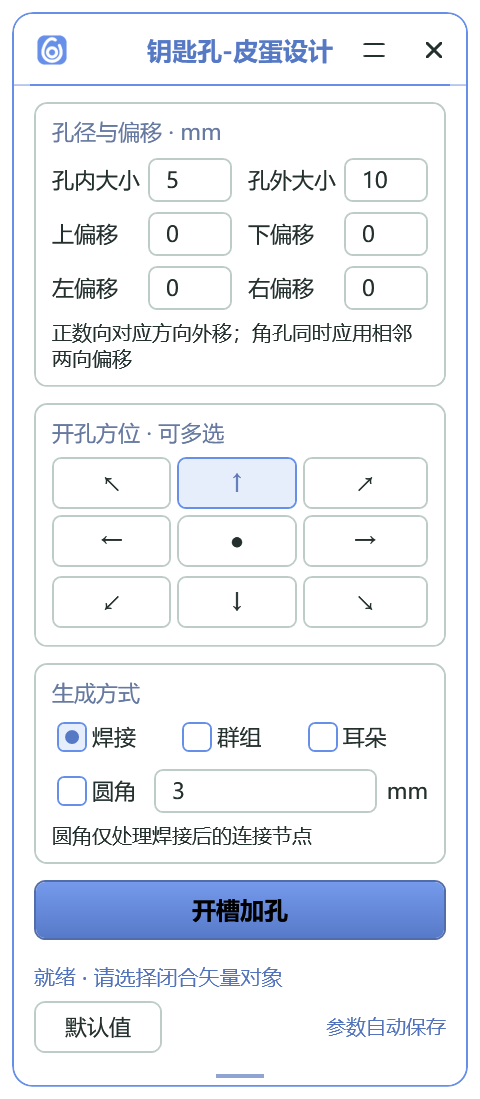 钥匙孔-皮蛋设计
孔径与偏移 · mm
孔内大小 5 孔外大小 10
上偏移 0 下偏移 0
左偏移 0 右偏移 0
正数向对应方向外移；角孔同时应用相邻
两向偏移
开孔方位 · 可多选
↖ ↑ ↗
← ● →
↙ ↓ ↘
生成方式
焊接 群组 耳朵
圆角 3 mm
圆角仅处理焊接后的连接节点
开槽加孔
就绪 · 请选择闭合矢量对象
默认值 参数自动保存